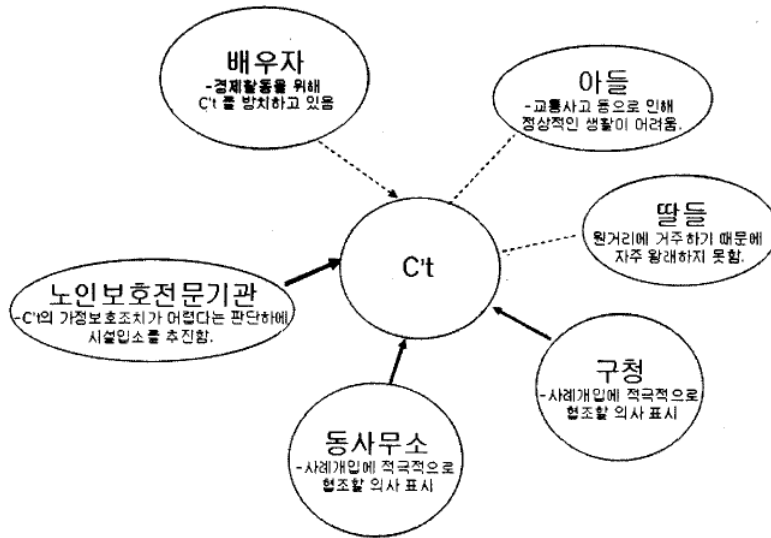 배우자
-경제활동을 위해
C't 를 방치하고 있음
아들
-교통사고 등으로 인해
정상적인 생활이 어려움.
딸들
원거리에 거주하기 때문에
자주 왕래하지 못함.
C't
노인보호전문기관
-C't의 가정보호조치가 어렵다는 판단하에
시설입소를 추진함.
구청
-사례개입에 적극적으로
협조할 의사 표시
동사무소
-사례개입에 적극적으로
협조할 의사 표시